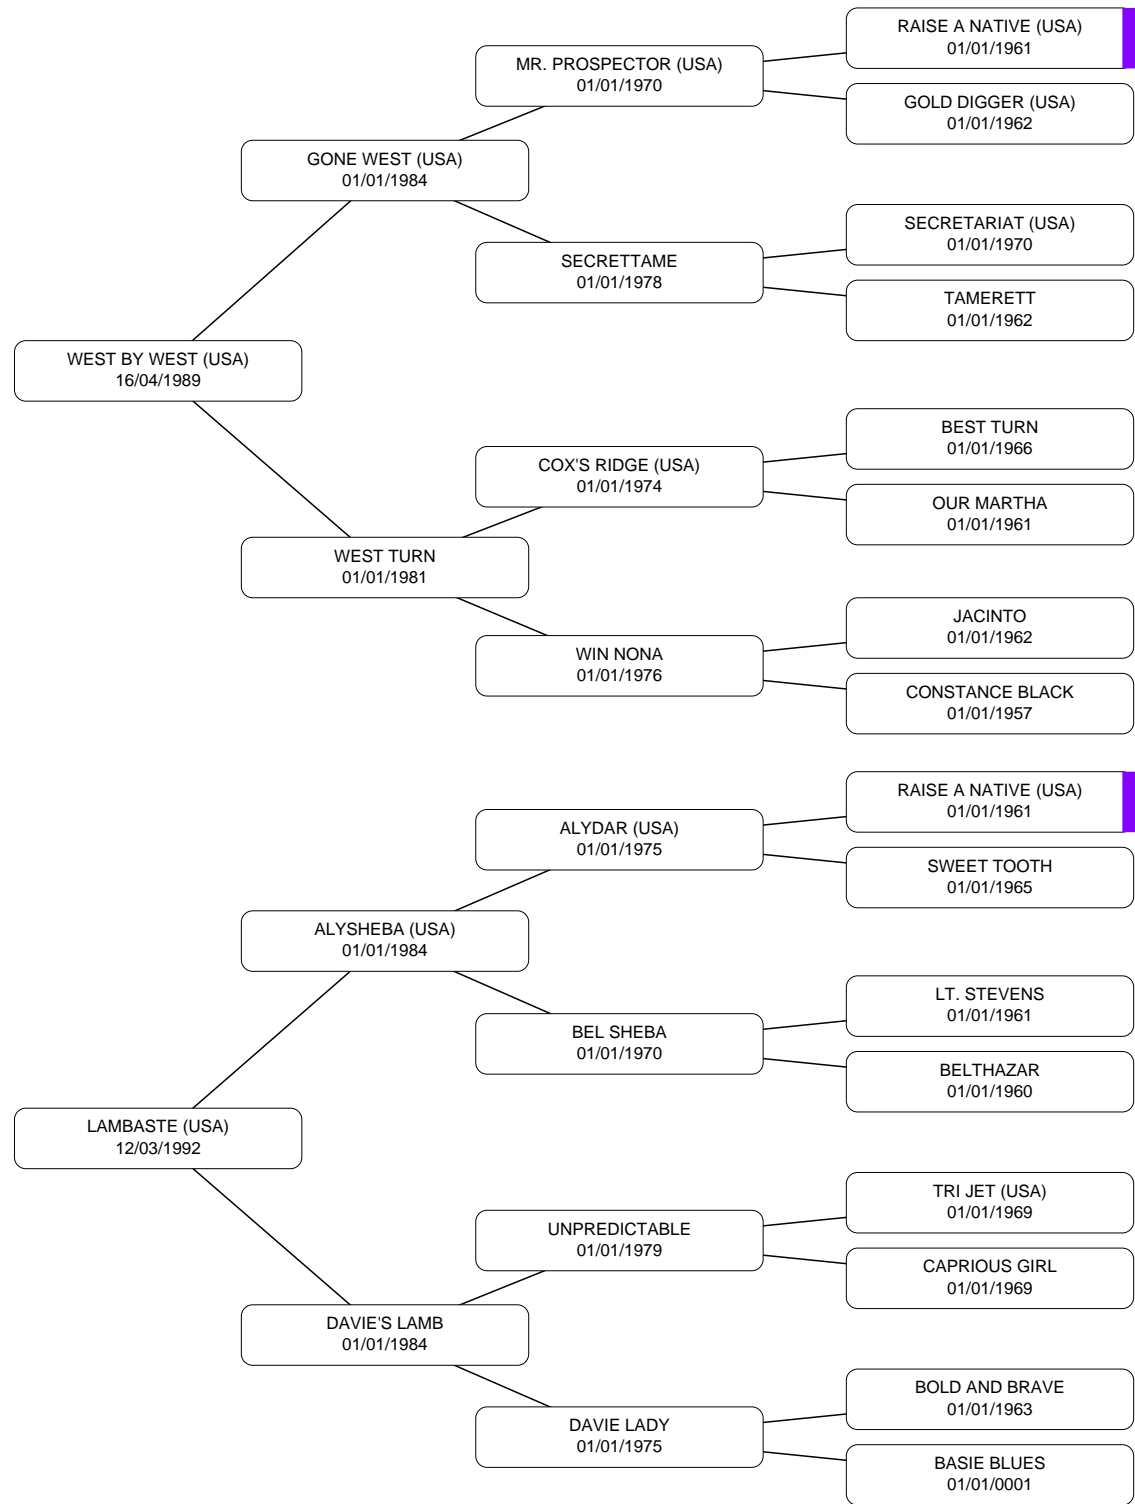 RAISE A NATIVE (USA)
01/01/1961
MR. PROSPECTOR (USA)
01/01/1970
GOLD DIGGER (USA)
01/01/1962
GONE WEST (USA)
01/01/1984
SECRETARIAT (USA)
01/01/1970
SECRETTAME
01/01/1978
TAMERETT
01/01/1962
WEST BY WEST (USA)
16/04/1989
BEST TURN
01/01/1966
COX'S RIDGE (USA)
01/01/1974
OUR MARTHA
01/01/1961
WEST TURN
01/01/1981
JACINTO
01/01/1962
WIN NONA
01/01/1976
CONSTANCE BLACK
01/01/1957
RAISE A NATIVE (USA)
01/01/1961
ALYDAR (USA)
01/01/1975
SWEET TOOTH
01/01/1965
ALYSHEBA (USA)
01/01/1984
LT. STEVENS
01/01/1961
BEL SHEBA
01/01/1970
BELTHAZAR
01/01/1960
LAMBASTE (USA)
12/03/1992
TRI JET (USA)
01/01/1969
UNPREDICTABLE
01/01/1979
CAPRIOUS GIRL
01/01/1969
DAVIE'S LAMB
01/01/1984
BOLD AND BRAVE
01/01/1963
DAVIE LADY
01/01/1975
BASIE BLUES
01/01/0001